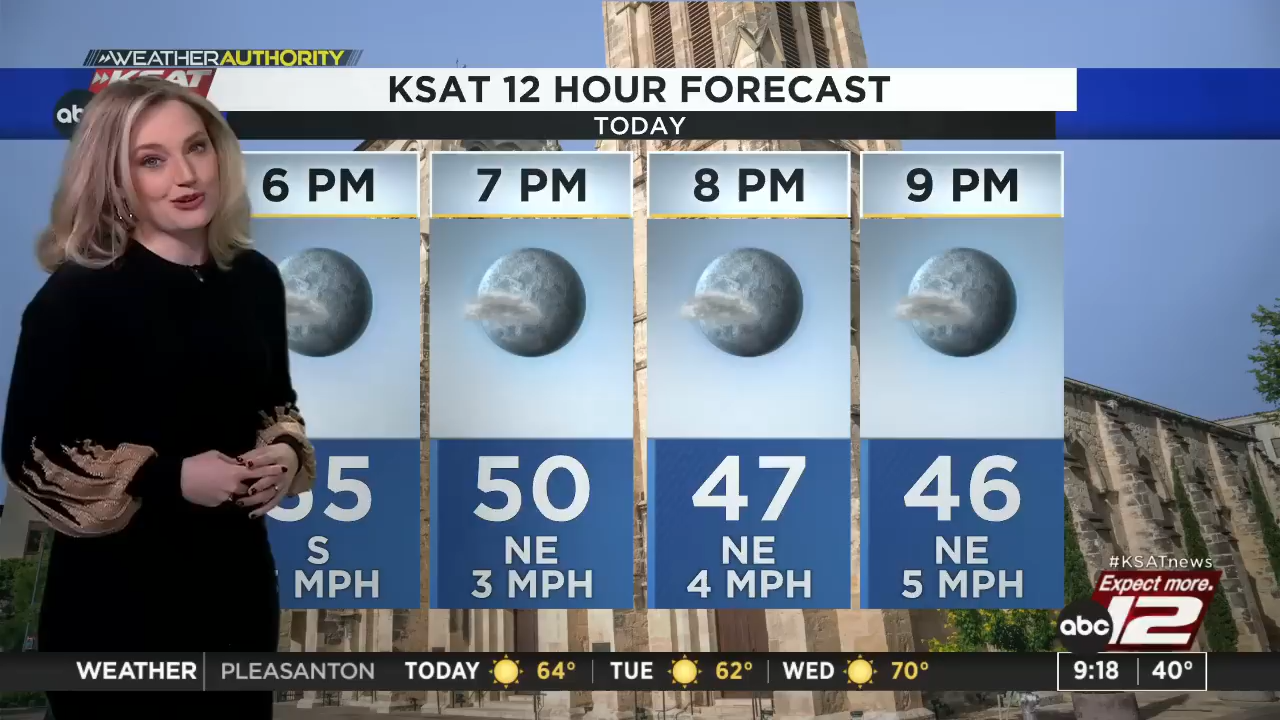 WEATHERAUTHORITY
KSAT
KSAT 12 HOUR FORECAST
TODAY
6 PM
7 PM
8 PM
9 PM
50
47
46
S
NE
NE
NE
MPH
3 MPH
4 MPH
5 MPH
#KSATnews
Expect more.
abc
12
WEATHER
PLEASANTON
TODAY
64°
TUE
62°
WED
70°
9:18
40°